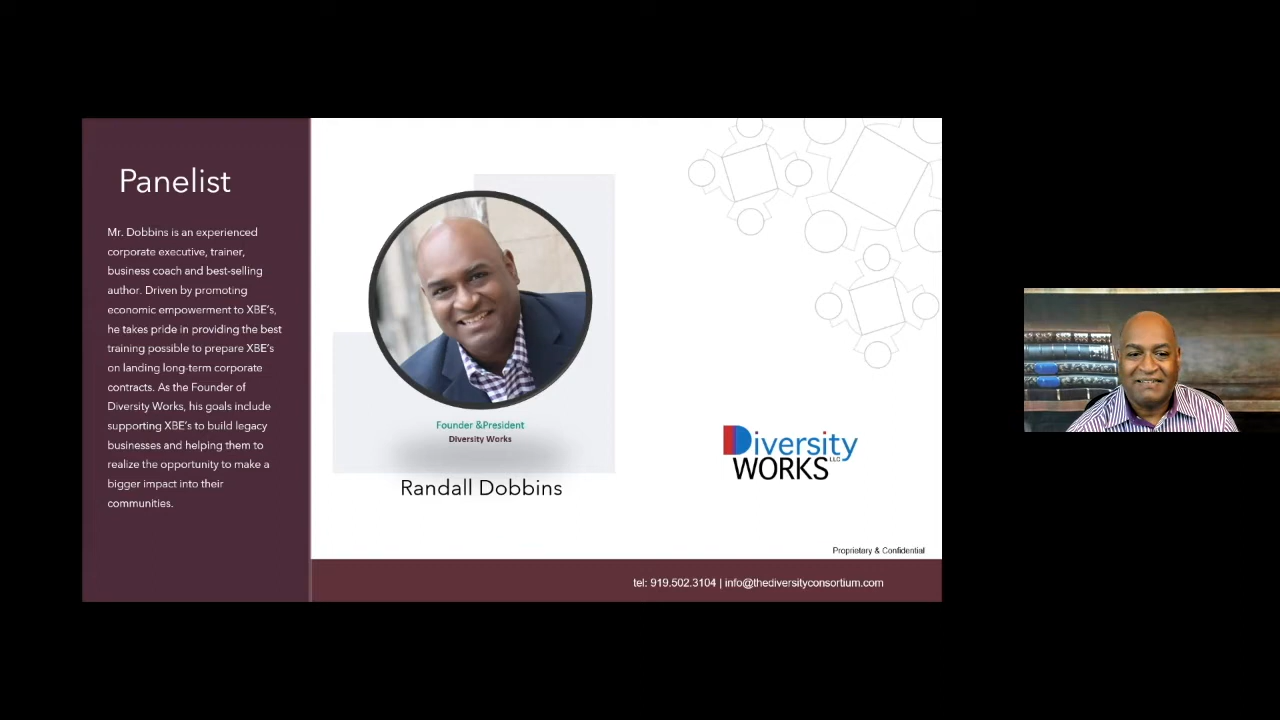 Panelist
Mr. Dobbins is an experienced
corporate executive, trainer,
business coach and best-selling
author. Driven by promoting
economic empowerment to XBE's,
he takes pride in providing the best
training possible to prepare XBE's
on landing long-term corporate
contracts. As the Founder of
Diversity Works, his goals include
supporting XBE's to build legacy
businesses and helping them to
realize the opportunity to make a
bigger impact into their
communities.
Founder &President
Diversity Works
Randall Dobbins
Diversity
WORKS LLC
Proprietary & Confidential
tel: 919.502.3104 | info@thediversityconsortium.com